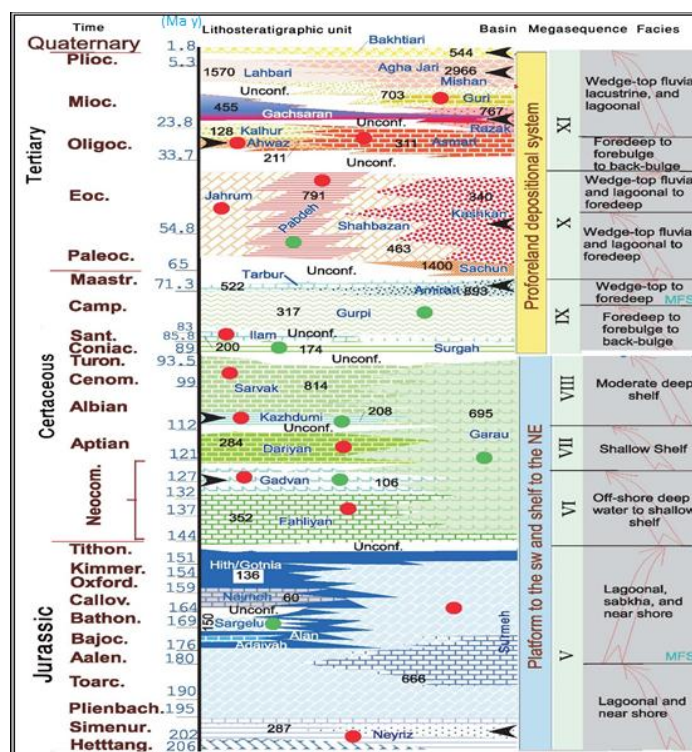 Time (Ma y) Lithosteratigraphic unit Basin Megasequence Facies
Quaternary
1.8
Bakhtiari
544
Plioc.
5.3
1570
Lahbari
Agha Jari
2966
Mishan
Unconf.
703
Guri
Wedge-top fluvia
lacustrine, and
lagoonal
Mioc.
455
Gachsaran
767
Razak
XI
23.8
Unconf.
128
Kalhur
Ahwaz
311
Asmari
Oligoc.
33.7
211
Unconf.
Foredeep to
forebulge
to back-bulge
Tertiary
Eoc.
Jahrum
791
Pabdeh
Shahbazan
340
Kashkan
Wedge-top fluvia
and lagoonal to
foredeep
X
54.8
463
Wedge-top fluvia
and lagoonal to
foredeep
Paleoc.
65
Unconf.
1400
Sachun
Proforeland depositional system
Maastr.
71.3
Tarbur
522
Amiran
893
Wedge-top to
foredeep
MFS
Camp.
317
Gurpi
IX
Foredeep to
forebulge to
back-bulge
83
Sant.
85.8
Ilam
Unconf.
Coniac.
89
200
174
Surgah
Turon.
93.5
Unconf.
Cenom.
99
Sarvak
814
VIII
Moderate deep
shelf
Certaceous
Albian
112
Kazhdumi
208
695
Unconf.
Garau
Aptian
121
284
Dariyan
VII
Shallow Shelf
Neocom.
127
132
137
144
Gadvan
106
352
Fahliyan
VI
Off-shore deep
water to shallow
shelf
Tithon.
151
Unconf.
Kimmer.
154
Hith/Gotnia
136
Oxford.
159
Callov.
164
Najmeh
60
Unconf.
Bathon.
169
150
Sargelu
Alan
Bajoc.
176
Adaiyah
Surmeh
Lagoonal,
sabkha, and
near shore
V
MFS
Aalen.
180
Toarc.
666
190
Plienbach.
195
Lagoonal and
near shore
Simenur.
202
287
Neyriz
Hetttang.
206
Jurassic
Platform to the sw and shelf to the NE